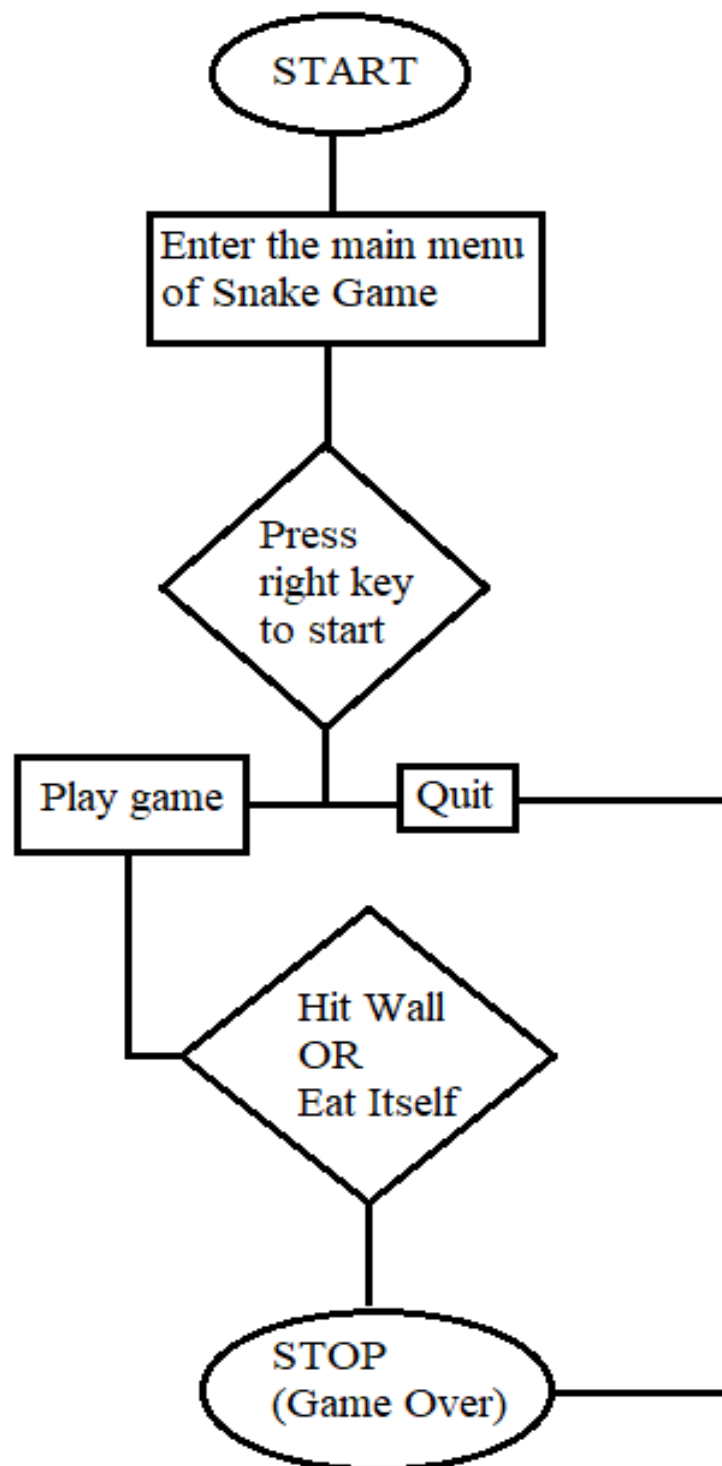 START
Enter the main menu
of Snake Game
Press
right key
to start
Play game
Quit
Hit Wall
OR
Eat Itself
STOP
(Game Over)